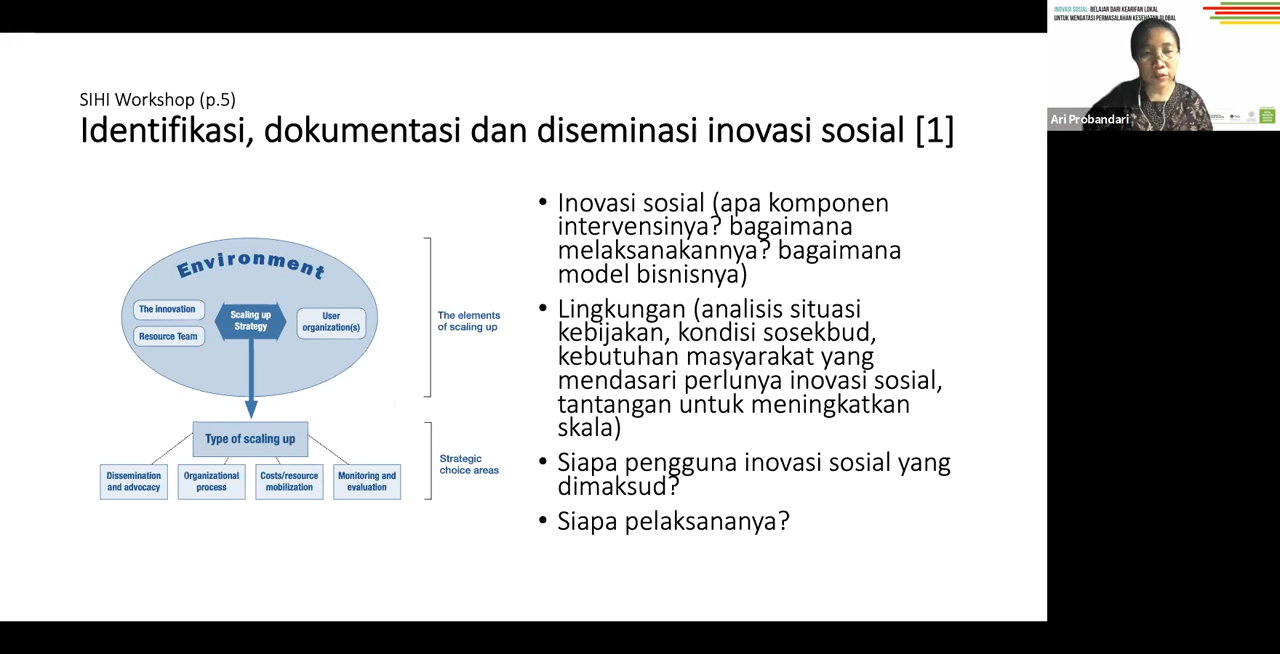 SIHI Workshop (p.5)
Identifikasi, dokumentasi dan diseminasi inovasi sosial [1]
Environment
The innovation
Resource Team
Scaling up
Strategy
User
organization(s)
The elements
of scaling up
Type of scaling up
Dissemination
and advocacy
Organizational
process
Costs/resource
mobilization
Monitoring and
evaluation
Strategic
choice areas
• Inovasi sosial (apa komponen
intervensinya? bagaimana
melaksanakannya? bagaimana
model bisnisnya)
• Lingkungan (analisis situasi
kebijakan, kondisi sosekbud,
kebutuhan masyarakat yang
mendasari perlunya inovasi sosial,
tantangan untuk meningkatkan
skala)
• Siapa pengguna inovasi sosial yang
dimaksud?
• Siapa pelaksananya?
INOVASI SOSIAL: BELAJAR DARI KEARIFAN LOKAL
UNTUK MENGATASI PERMASALAHAN KESEHATAN GLOBAL
Ari Probandari